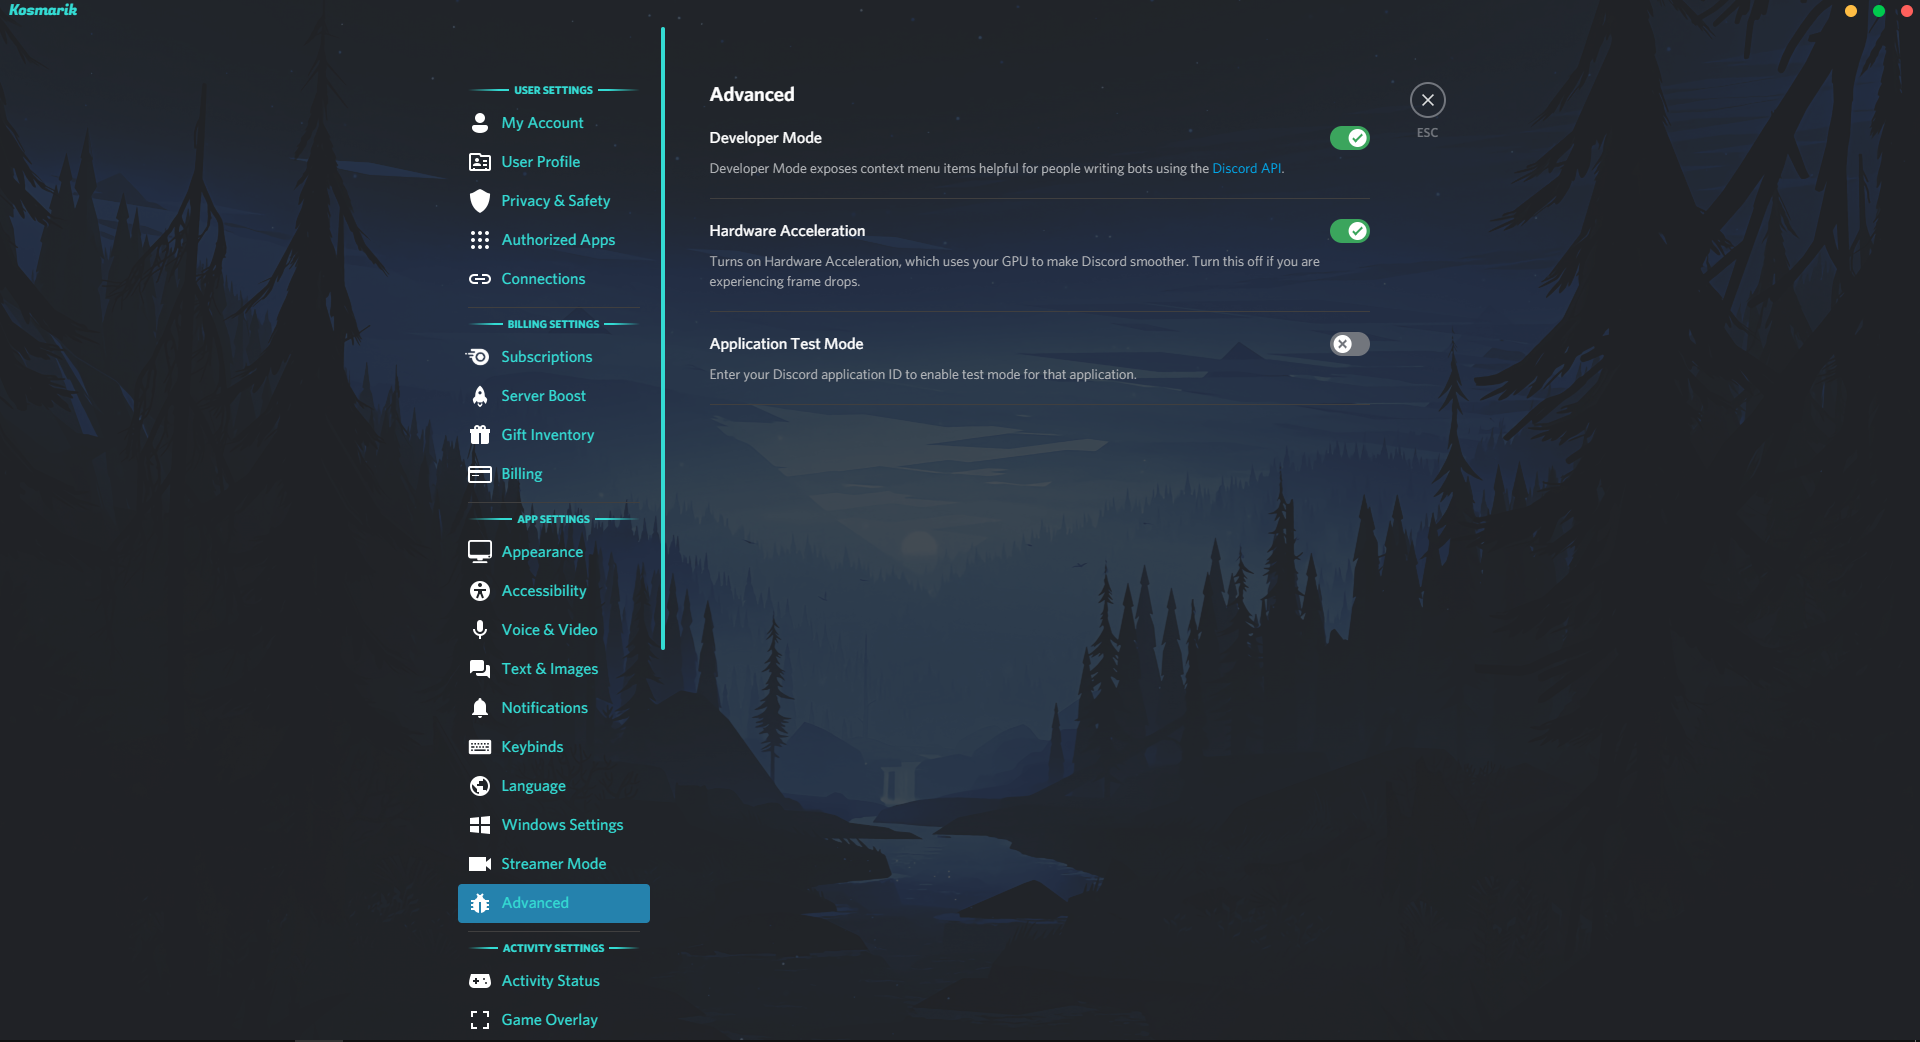 Kosmarik
USER SETTINGS
My Account
User Profile
Privacy & Safety
Authorized Apps
Connections
BILLING SETTINGS
Subscriptions
Server Boost
Gift Inventory
Billing
APP SETTINGS
Appearance
Accessibility
Voice & Video
Text & Images
Notifications
Keybinds
Language
Windows Settings
Streamer Mode
Advanced
ACTIVITY SETTINGS
Activity Status
Game Overlay
Advanced
Developer Mode
Developer Mode exposes context menu items helpful for people writing bots using the Discord API.
Hardware Acceleration
Turns on Hardware Acceleration, which uses your GPU to make Discord smoother. Turn this off if you are
experiencing frame drops.
Application Test Mode
Enter your Discord application ID to enable test mode for that application.
ESC